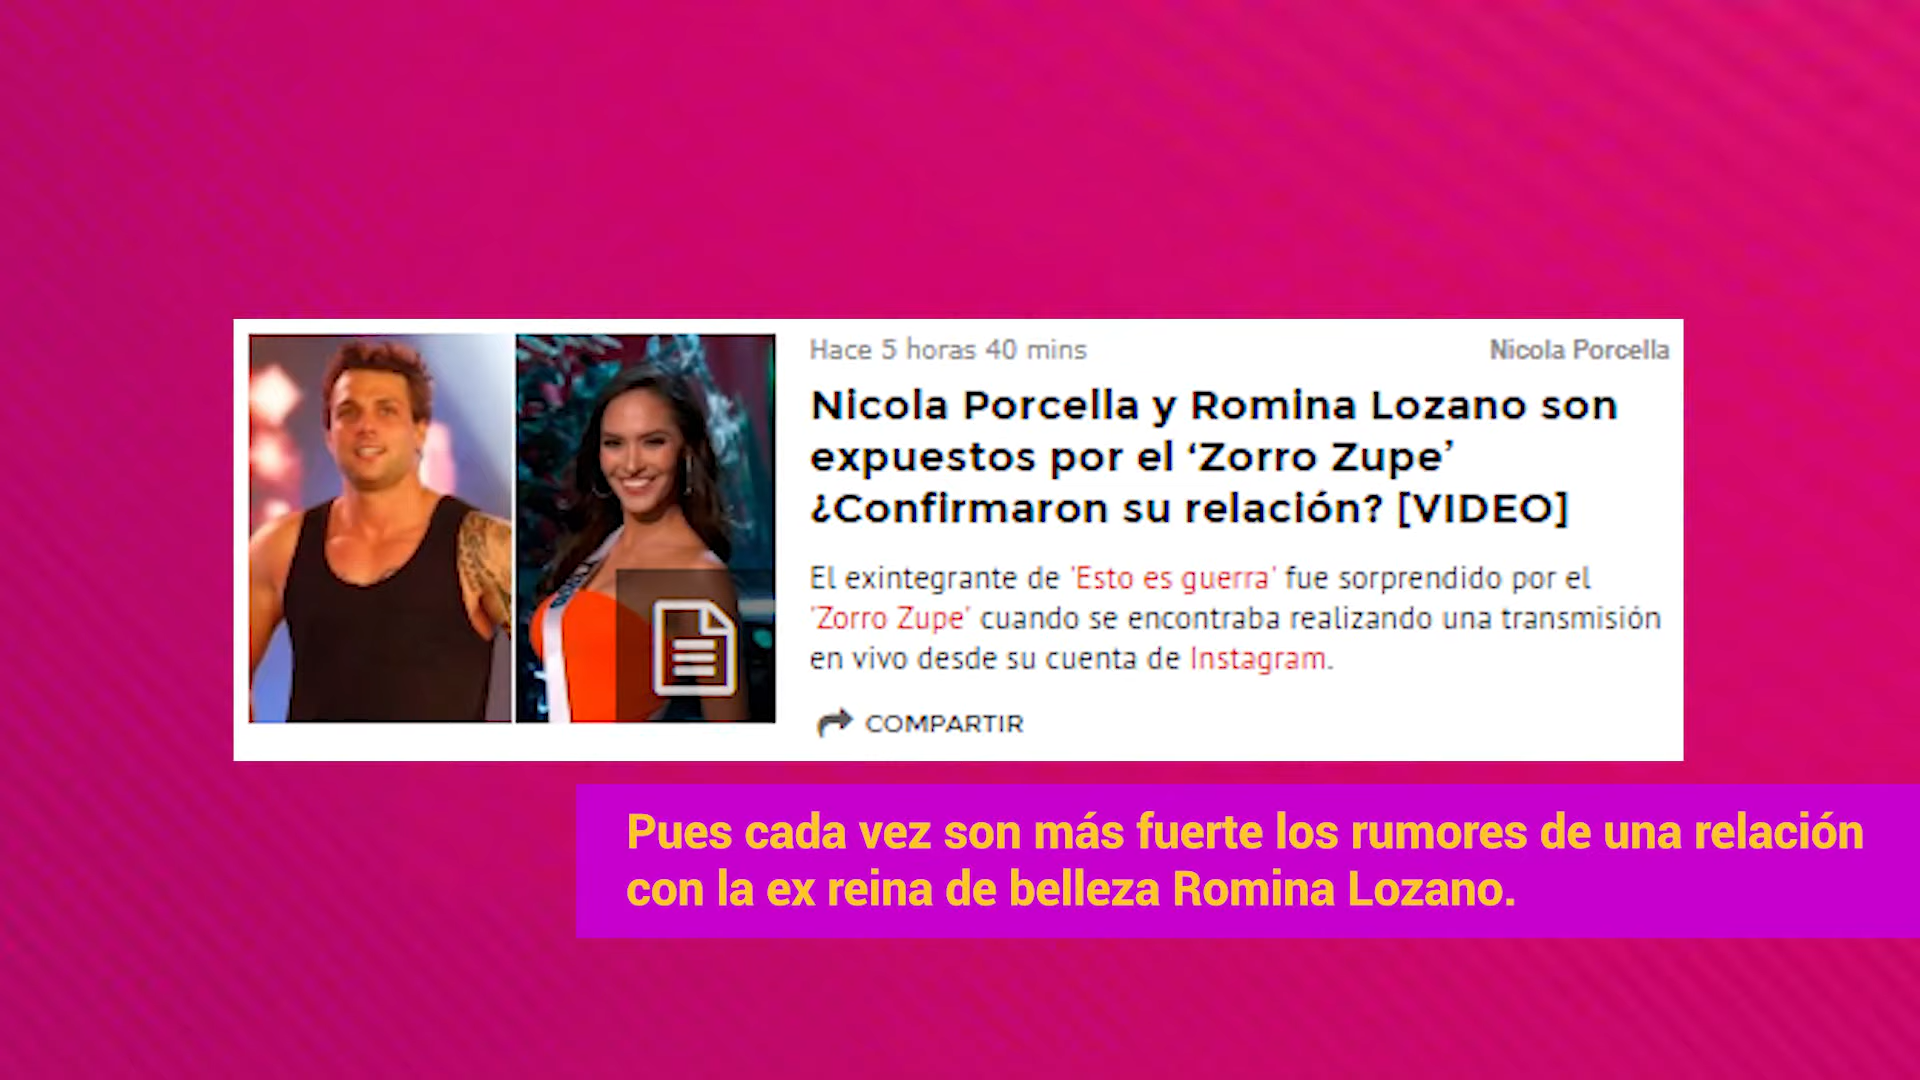 Hace 5 horas 40 mins
Nicola Porcella
Nicola Porcella y Romina Lozano son
expuestos por el ‘Zorro Zupe’
¿Confirmaron su relación? [VIDEO]
El exintegrante de 'Esto es guerra' fue sorprendido por el
'Zorro Zupe' cuando se encontraba realizando una transmisión
en vivo desde su cuenta de Instagram.
COMPARTIR
Pues cada vez son más fuerte los rumores de una relación
con la ex reina de belleza Romina Lozano.